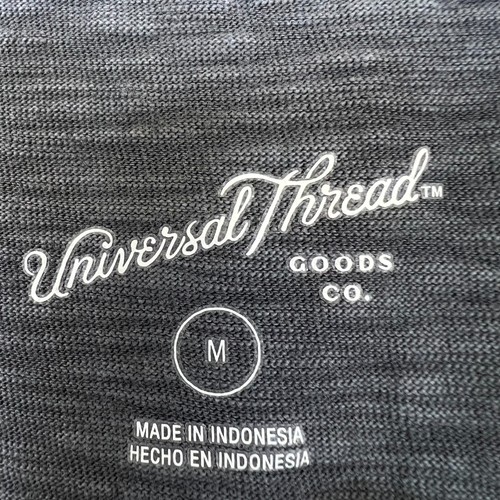 Universal Thread™
GOODS
CO.
M
MADE IN INDONESIA
HECHO EN INDONESIA